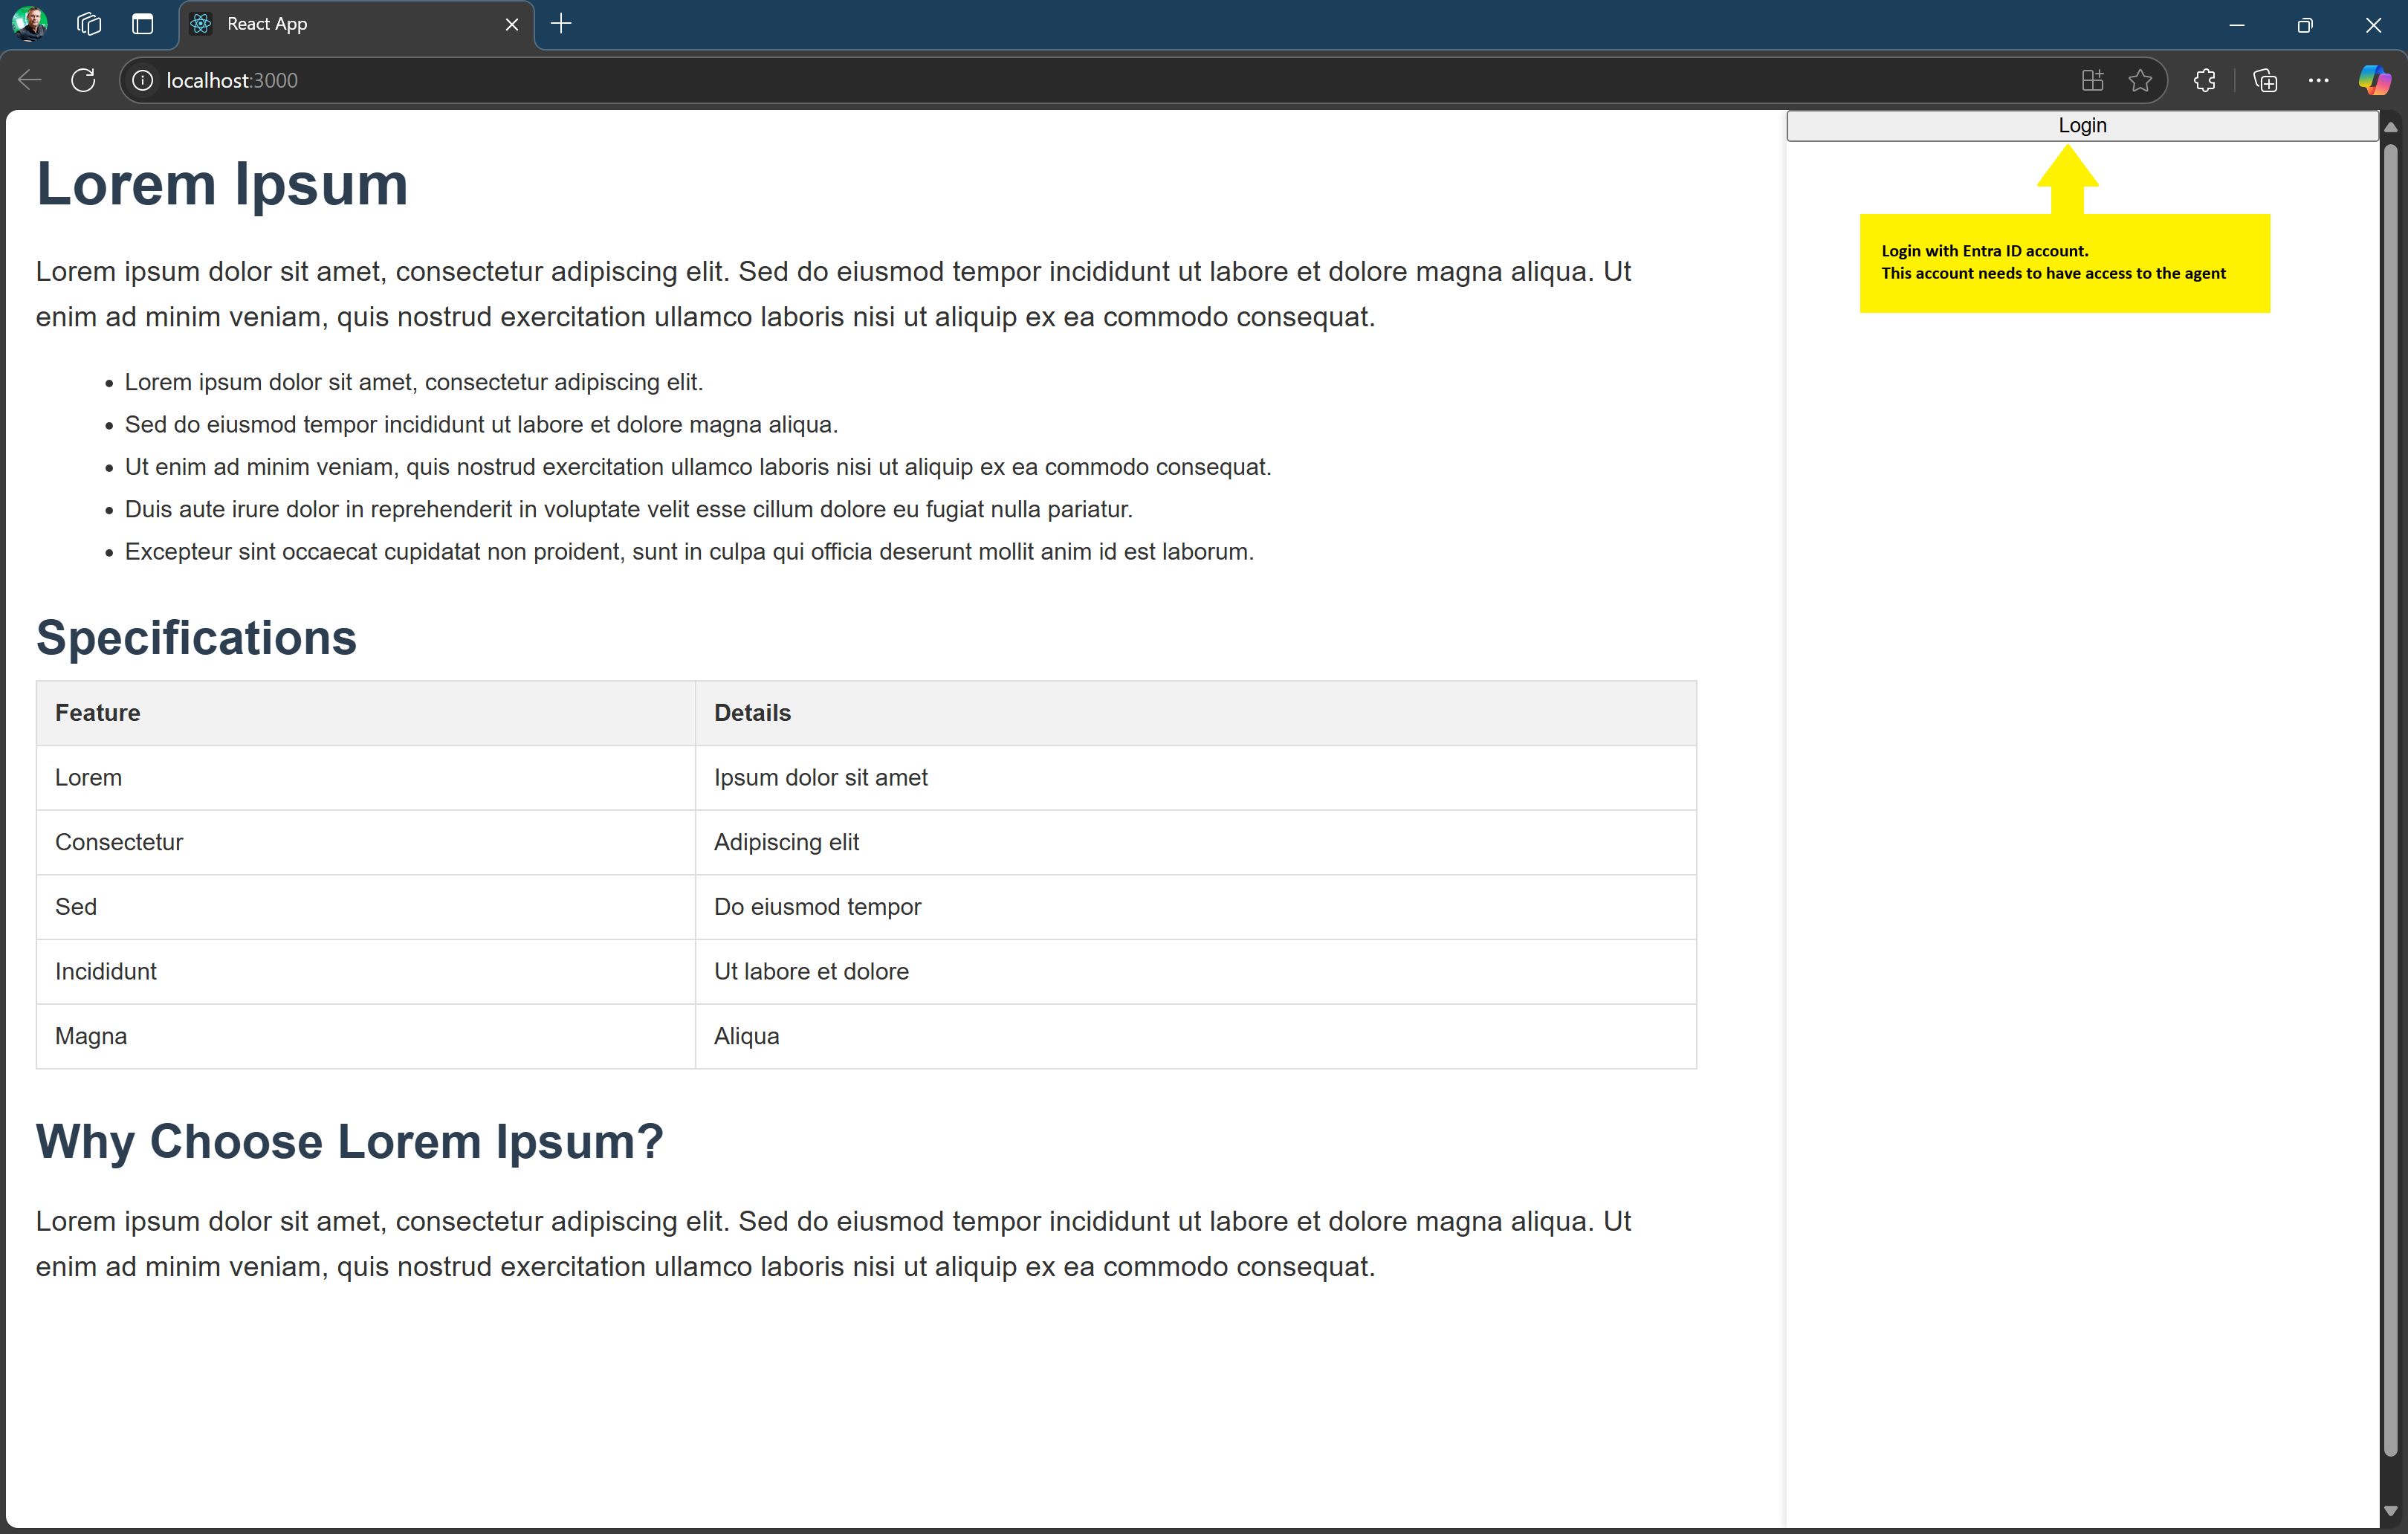 React App
localhost:3000
Login
Login with Entra ID account.
This account needs to have access to the agent
Lorem Ipsum
Lorem ipsum dolor sit amet, consectetur adipiscing elit. Sed do eiusmod tempor incididunt ut labore et dolore magna aliqua. Ut
enim ad minim veniam, quis nostrud exercitation ullamco laboris nisi ut aliquip ex ea commodo consequat.
• Lorem ipsum dolor sit amet, consectetur adipiscing elit.
• Sed do eiusmod tempor incididunt ut labore et dolore magna aliqua.
• Ut enim ad minim veniam, quis nostrud exercitation ullamco laboris nisi ut aliquip ex ea commodo consequat.
• Duis aute irure dolor in reprehenderit in voluptate velit esse cillum dolore eu fugiat nulla pariatur.
• Excepteur sint occaecat cupidatat non proident, sunt in culpa qui officia deserunt mollit anim id est laborum.
Specifications
Feature Details
Lorem Ipsum dolor sit amet
Consectetur Adipiscing elit
Sed Do eiusmod tempor
Incididunt Ut labore et dolore
Magna Aliqua
Why Choose Lorem Ipsum?
Lorem ipsum dolor sit amet, consectetur adipiscing elit. Sed do eiusmod tempor incididunt ut labore et dolore magna aliqua. Ut
enim ad minim veniam, quis nostrud exercitation ullamco laboris nisi ut aliquip ex ea commodo consequat.